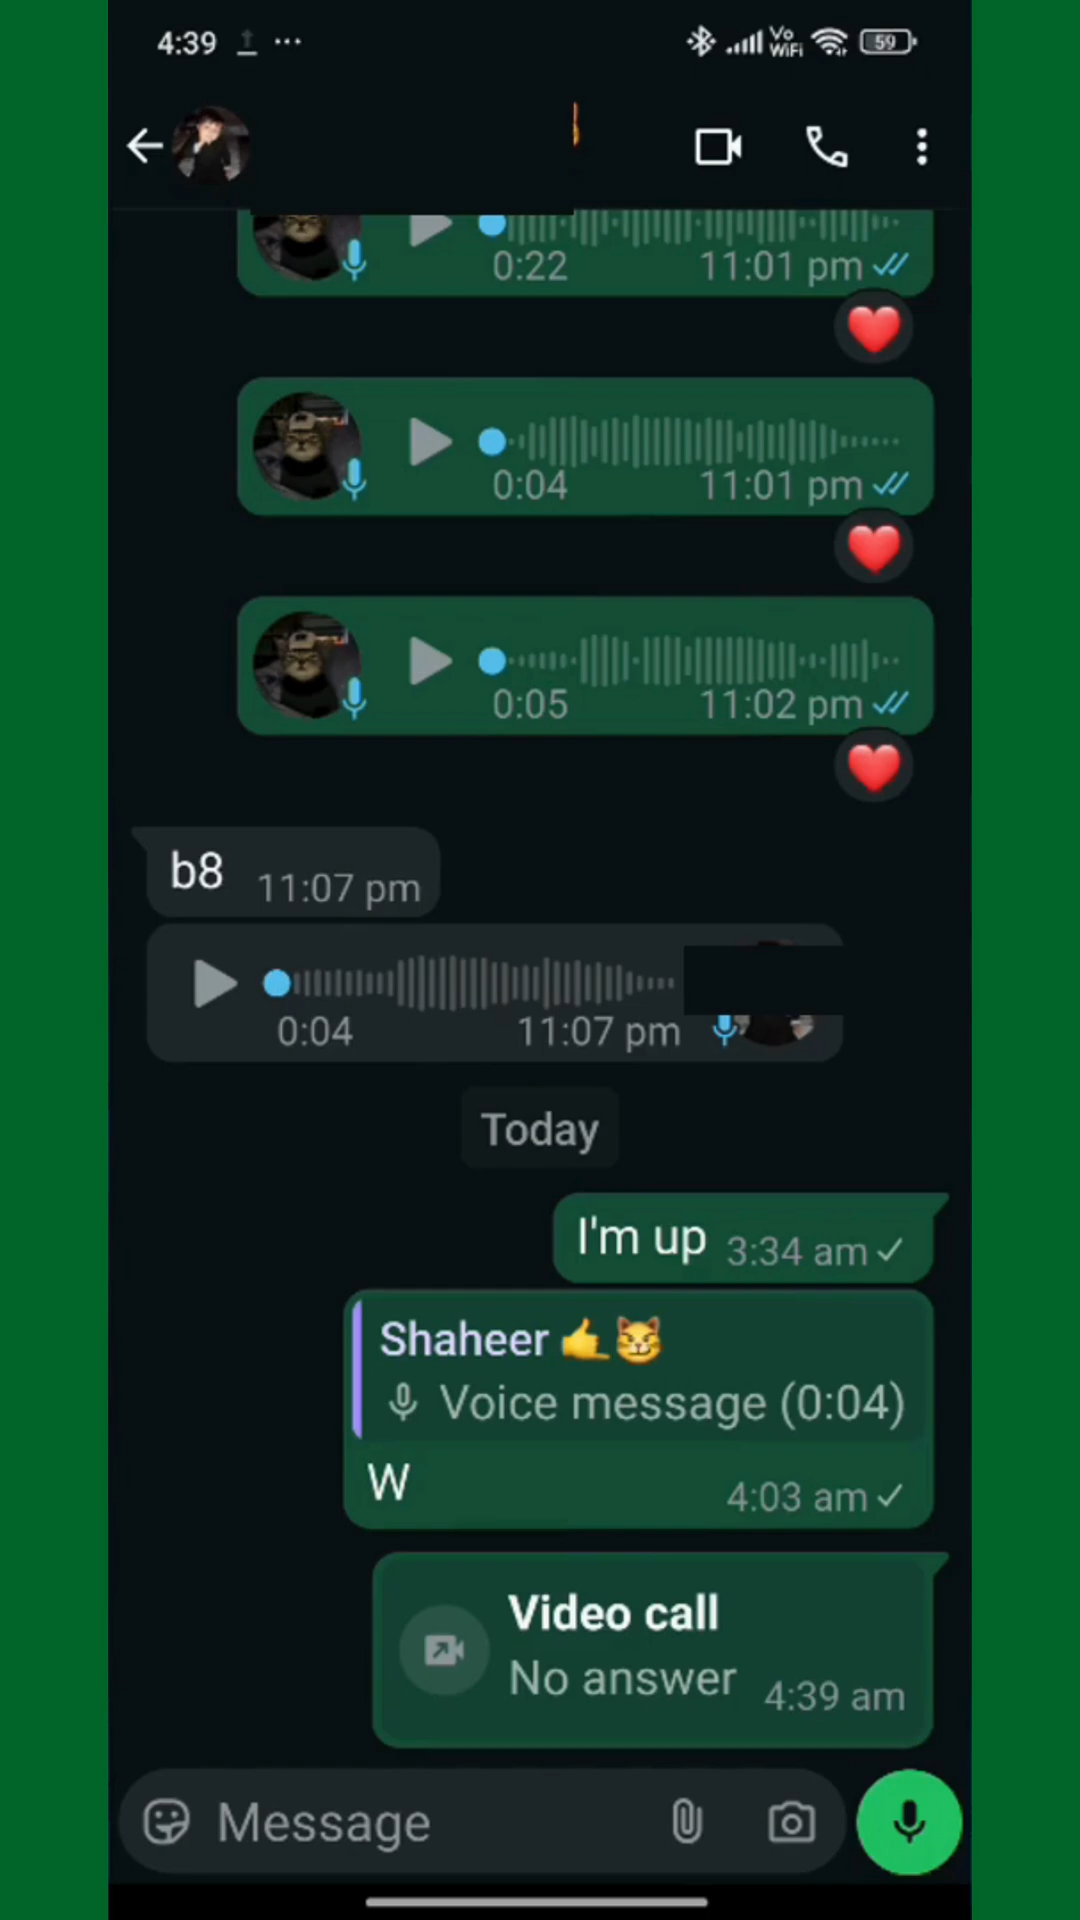 4:39 Vo WiFi 59
0:22 11:01 pm
0:04 11:01 pm
0:05 11:02 pm
b8 11:07 pm
0:04 11:07 pm
Today
I'm up 3:34 am
Shaheer 🤙😼
Voice message (0:04)
W 4:03 am
Video call
No answer 4:39 am
Message